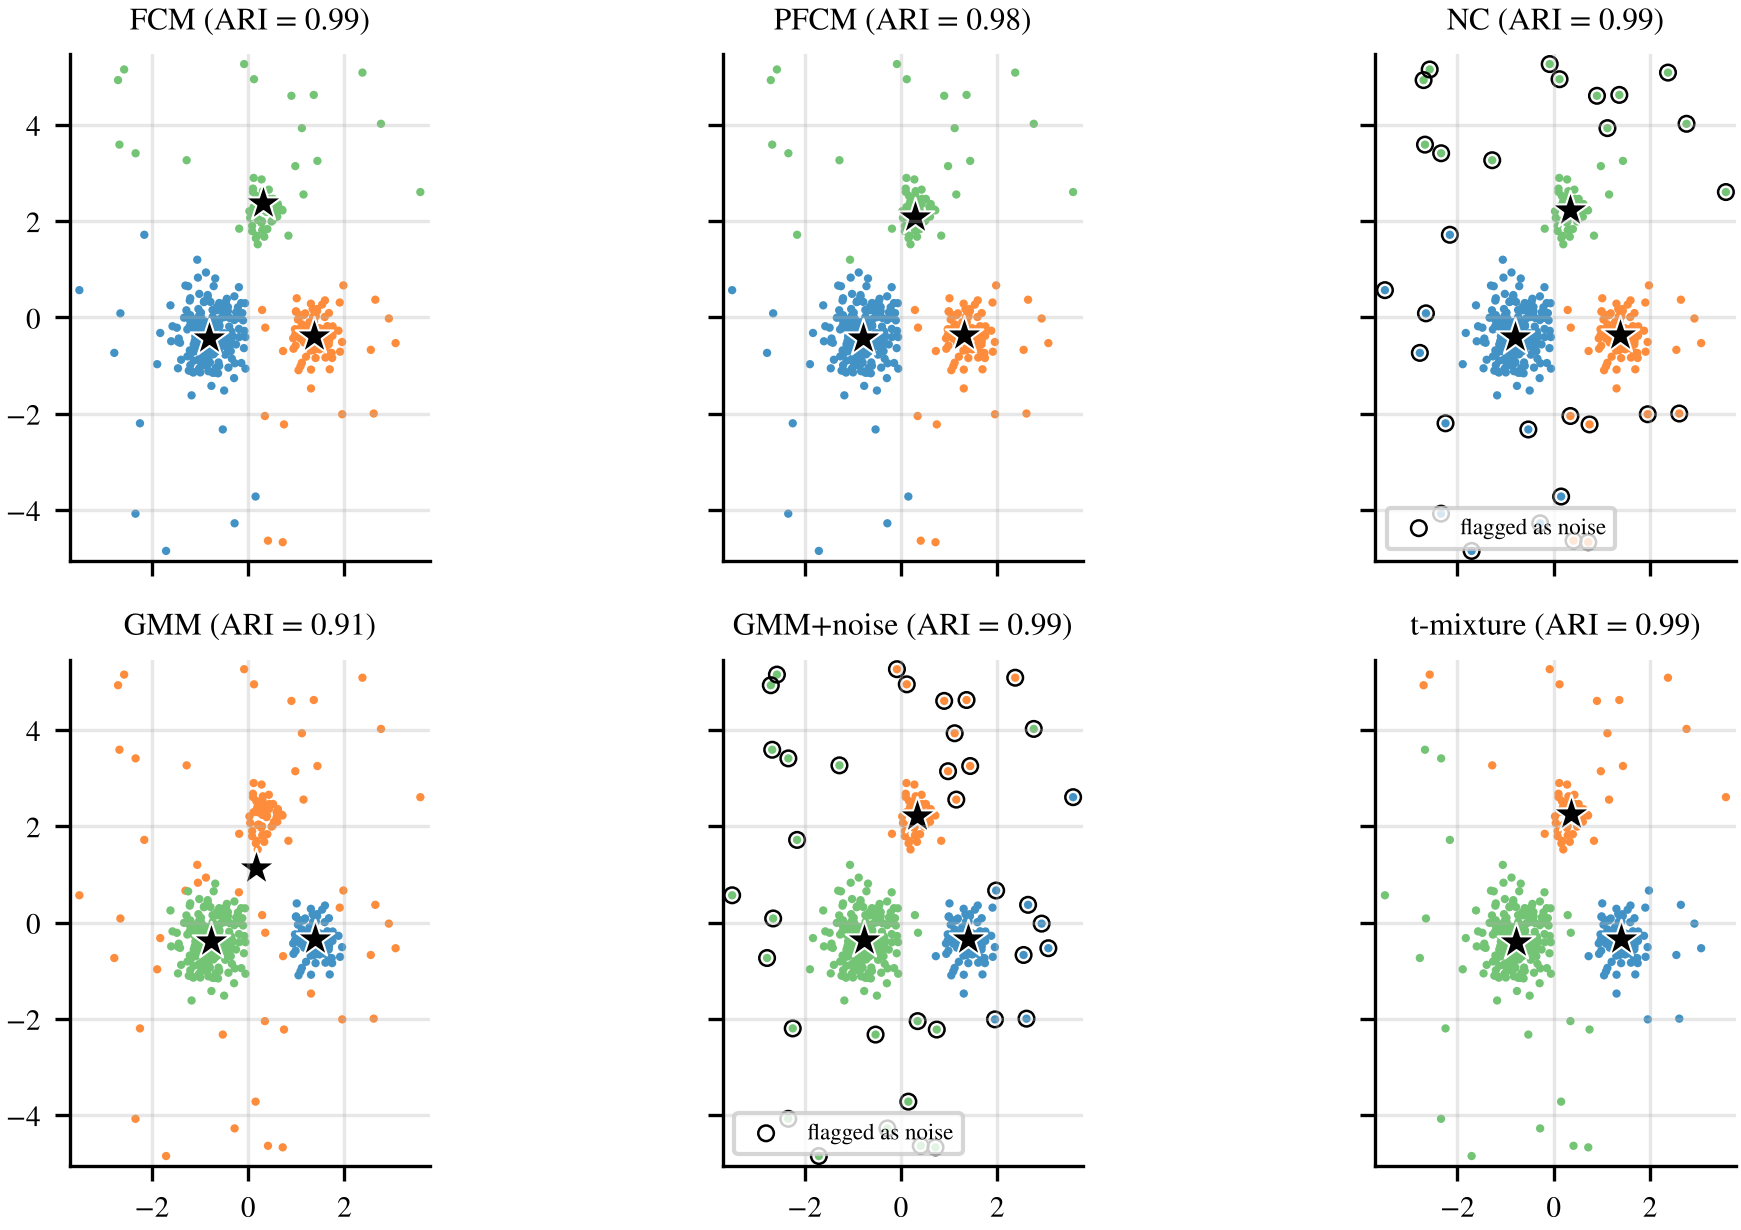 FCM (ARI = 0.99)
PFCM (ARI = 0.98)
NC (ARI = 0.99)
4
2
0
−2
−4
flagged as noise
GMM (ARI = 0.91)
GMM+noise (ARI = 0.99)
t-mixture (ARI = 0.99)
4
2
0
−2
−4
flagged as noise
−2 0 2
−2 0 2
−2 0 2